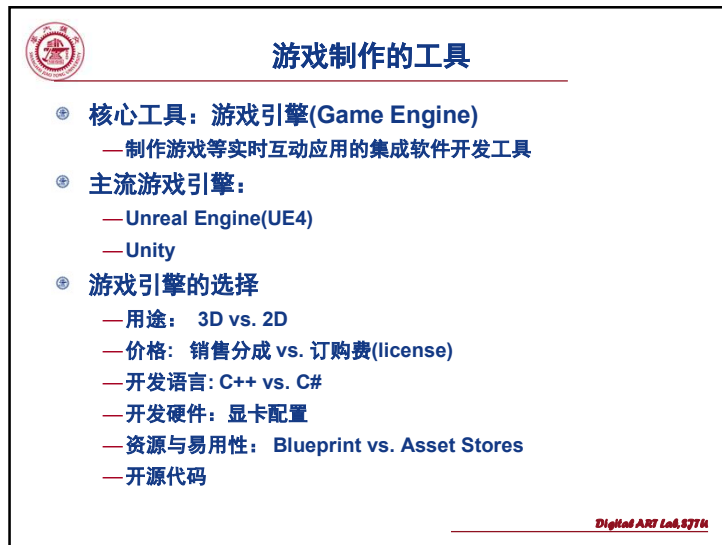 游戏制作的工具
核心工具：游戏引擎(Game Engine)
—制作游戏等实时互动应用的集成软件开发工具
主流游戏引擎：
—Unreal Engine(UE4)
—Unity
游戏引擎的选择
—用途： 3D vs. 2D
—价格: 销售分成 vs. 订购费(license)
—开发语言: C++ vs. C#
—开发硬件：显卡配置
—资源与易用性： Blueprint vs. Asset Stores
—开源代码
Digital ART Lab,SJTU